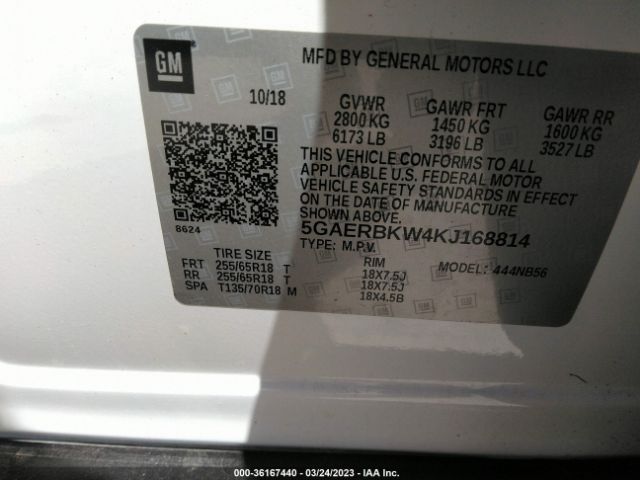 GM
MFD BY GENERAL MOTORS LLC
10/18
GVWR GAWR FRT GAWR RR
2800 KG 1450 KG 1600 KG
6173 LB 3196 LB 3527 LB
THIS VEHICLE CONFORMS TO ALL
APPLICABLE U.S. FEDERAL MOTOR
VEHICLE SAFETY STANDARDS IN EFFECT
ON THE DATE OF MANUFACTURE
SHOWN ABOVE.
8624
5GAERBKW4KJ168814
TYPE: M.P.V.
MODEL: 444NB56
TIRE SIZE RIM
FRT 255/65R18 T 18X7.5J
RR 255/65R18 T 18X7.5J
SPA T135/70R18 M 18X4.5B
000-36167440 - 03/24/2023 - IAA Inc.